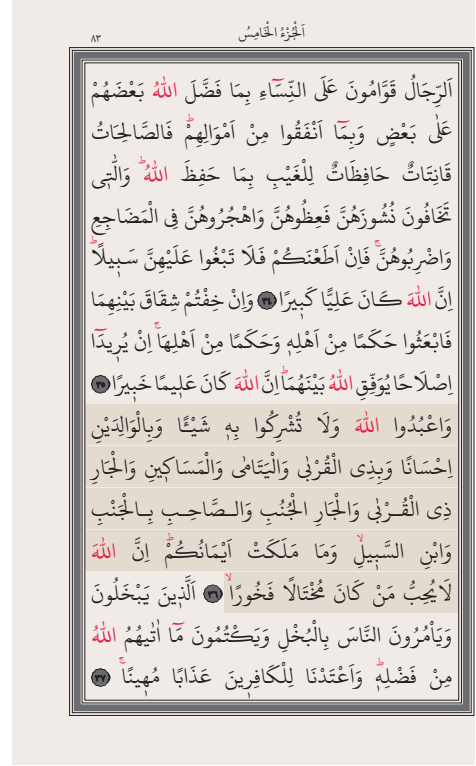 ٨٣
اَلْجُزْءُ الْخَامِسُ
اَلرِّجَالُ قَوَّامُونَ عَلَى النِّسَٓاءِ بِمَا فَضَّلَ اللّٰهُ بَعْضَهُمْ
عَلٰى بَعْضٍ وَبِمَٓا اَنْفَقُوا مِنْ اَمْوَالِهِمْۜ فَالصَّالِحَاتُ
قَانِتَاتٌ حَافِظَاتٌ لِلْغَيْبِ بِمَا حَفِظَ اللّٰهُۜ وَالّٰتٖى
تَخَافُونَ نُشُوزَهُنَّ فَعِظُوهُنَّ وَاهْجُرُوهُنَّ فِى الْمَضَاجِعِ
وَاضْرِبُوهُنَّۚ فَاِنْ اَطَعْنَكُمْ فَلَا تَبْغُوا عَلَيْهِنَّ سَبٖيلًاۜ
اِنَّ اللّٰهَ كَانَ عَلِيًّا كَبٖيرًا ﴿٣٤﴾ وَاِنْ خِفْتُمْ شِقَاقَ بَيْنِهِمَا
فَابْعَثُوا حَكَمًا مِنْ اَهْلِهٖ وَحَكَمًا مِنْ اَهْلِهَاۚ اِنْ يُرٖيدَٓا
اِصْلَاحًا يُوَفِّقِ اللّٰهُ بَيْنَهُمَاۜ اِنَّ اللّٰهَ كَانَ عَلٖيمًا خَبٖيرًا ﴿٣٥﴾
وَاعْبُدُوا اللّٰهَ وَلَا تُشْرِكُوا بِهٖ شَيْـًٔا وَبِالْوَالِدَيْنِ
اِحْسَانًا وَبِذِى الْقُرْبٰى وَالْيَتَامٰى وَالْمَسَاكٖينِ وَالْجَارِ
ذِى الْقُرْبٰى وَالْجَارِ الْجُنُبِ وَالصَّاحِبِ بِالْجَنْبِ
وَابْنِ السَّبٖيلِۙ وَمَا مَلَكَتْ اَيْمَانُكُمْۜ اِنَّ اللّٰهَ
لَا يُحِبُّ مَنْ كَانَ مُخْتَالًا فَخُورًاۙ ﴿٣٦﴾ اَلَّذٖينَ يَبْخَلُونَ
وَيَاْمُرُونَ النَّاسَ بِالْبُخْلِ وَيَكْتُمُونَ مَٓا اٰتٰيهُمُ اللّٰهُ
مِنْ فَضْلِهٖۜ وَاَعْتَدْنَا لِلْكَافِرٖينَ عَذَابًا مُهٖينًاۚ ﴿٣٧﴾